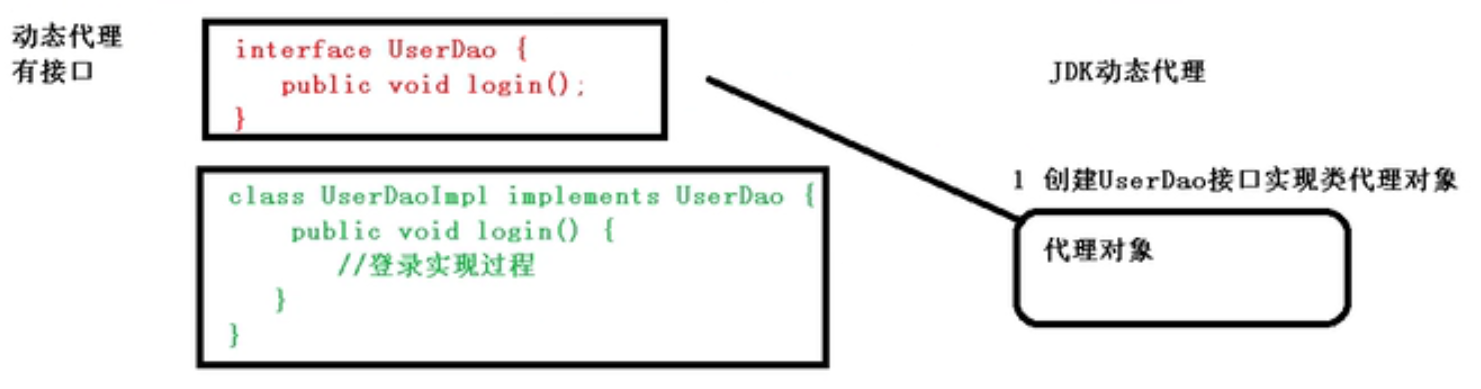 动态代理
有接口
interface UserDao {
public void login();
}
class UserDaoImpl implements UserDao {
public void login() {
//登录实现过程
}
}
JDK动态代理
1 创建UserDao接口实现类代理对象
代理对象